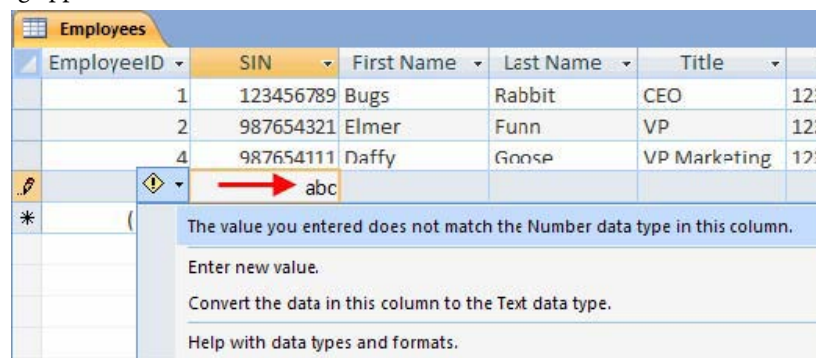 Employees
EmployeeID SIN First Name Last Name Title
1 123456789 Bugs Rabbit CEO 12
2 987654321 Elmer Funn VP 12
4 987654111 Daffy Goose VP Marketing 12
abc
* (
The value you entered does not match the Number data type in this column.
Enter new value.
Convert the data in this column to the Text data type.
Help with data types and formats.